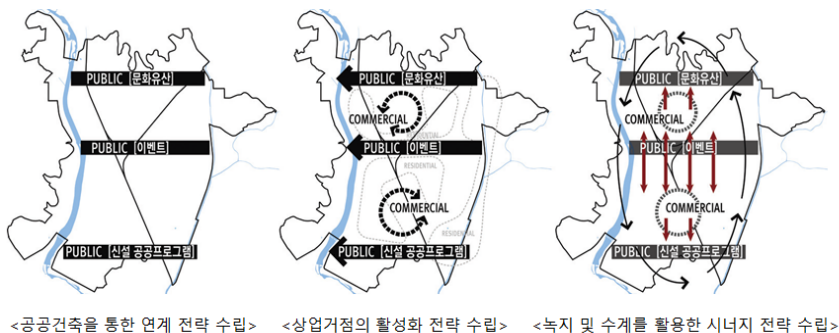 PUBLIC [문화유산]
PUBLIC [이벤트]
PUBLIC [신설 공공프로그램]
<공공건축을 통한 연계 전략 수립>
PUBLIC [문화유산]
COMMERCIAL
RESIDENTIAL
PUBLIC [이벤트]
RESIDENTIAL
COMMERCIAL
RESIDENTIAL
PUBLIC [신설 공공프로그램]
<상업거점의 활성화 전략 수립>
PUBLIC [문화유산]
COMMERCIAL
PUBLIC [이벤트]
COMMERCIAL
PUBLIC [신설 공공프로그램]
<녹지 및 수계를 활용한 시너지 전략 수립>